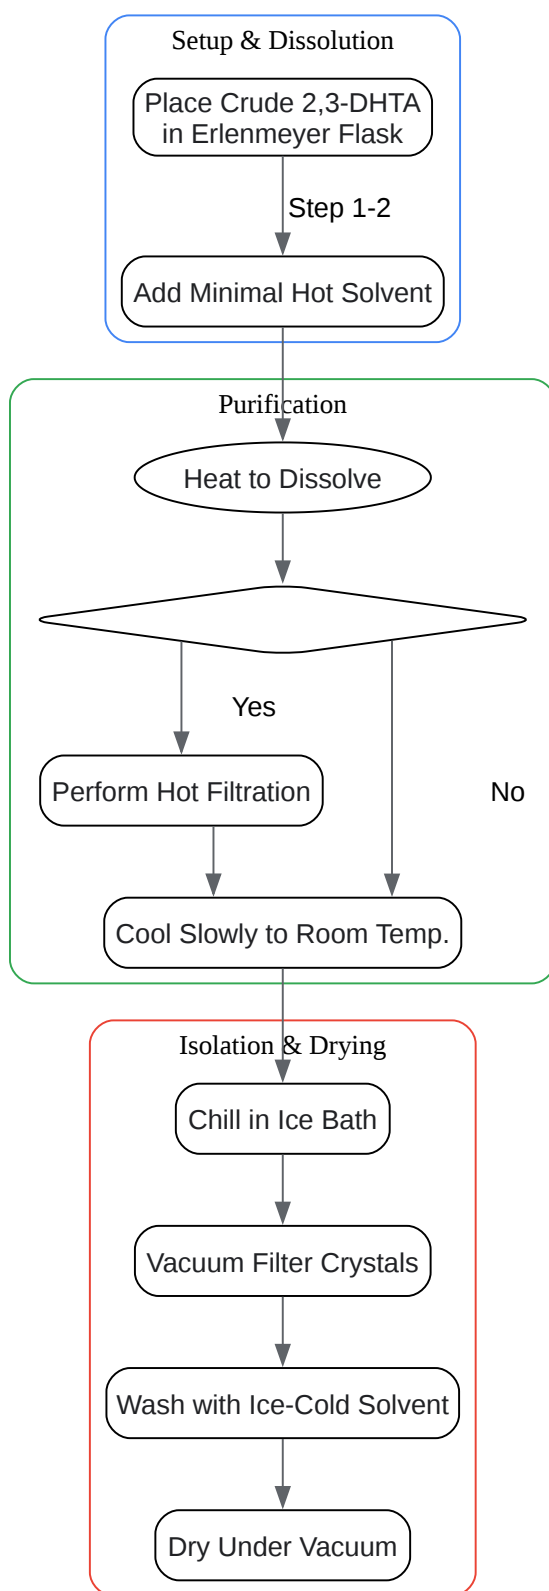 Setup & Dissolution
Place Crude 2,3-DHTA
in Erlenmeyer Flask
Step 1-2
Add Minimal Hot Solvent
Purification
Heat to Dissolve
Yes
Perform Hot Filtration
No
Cool Slowly to Room Temp.
Isolation & Drying
Chill in Ice Bath
Vacuum Filter Crystals
Wash with Ice-Cold Solvent
Dry Under Vacuum